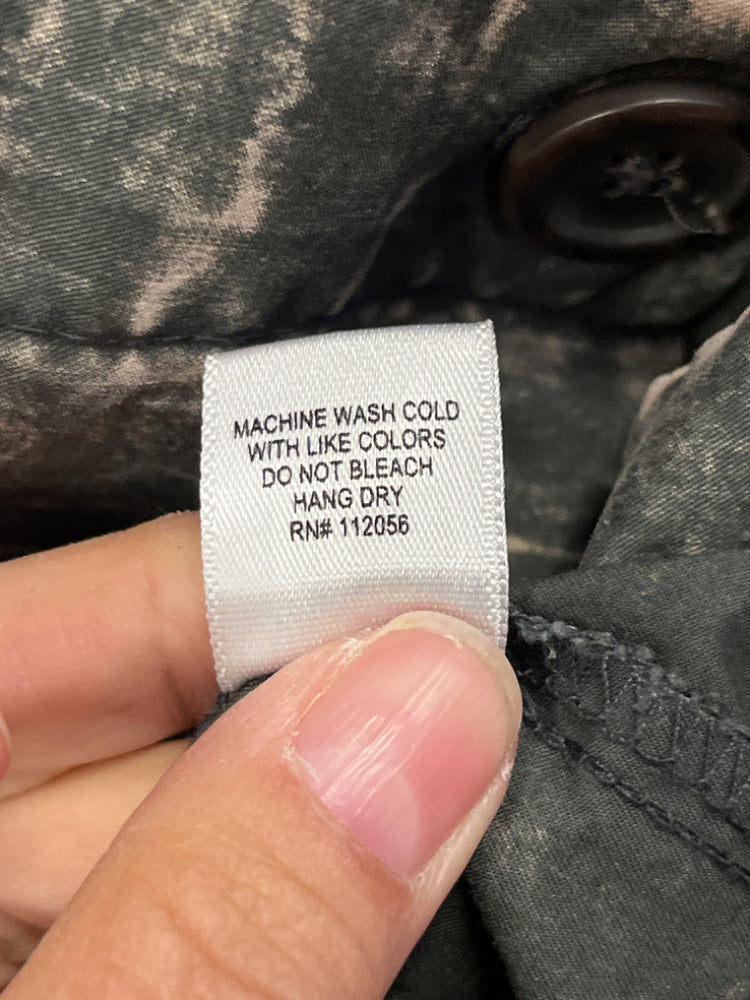 MACHINE WASH COLD
WITH LIKE COLORS
DO NOT BLEACH
HANG DRY
RN# 112056